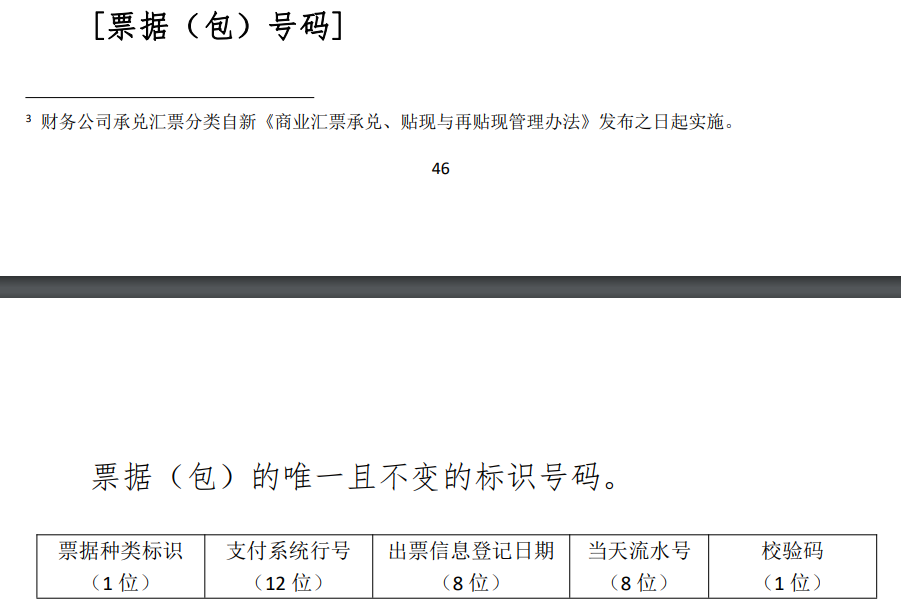 [票据（包）号码]
3 财务公司承兑汇票分类自新《商业汇票承兑、贴现与再贴现管理办法》发布之日起实施。
46
票据（包）的唯一且不变的标识号码。
票据种类标识 支付系统行号 出票信息登记日期 当天流水号 校验码
（1 位） （12 位） （8 位） （8 位） （1 位）